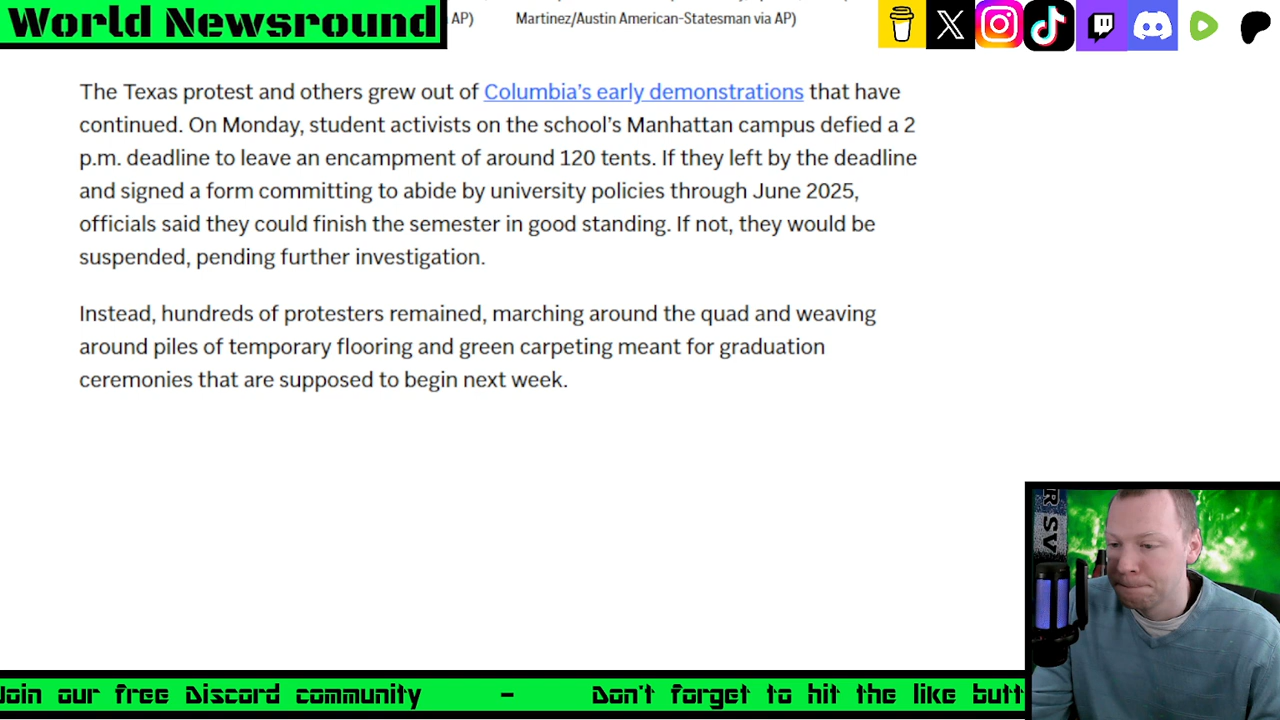 World Newsround
AP)
Martinez/Austin American-Statesman via AP)
The Texas protest and others grew out of Columbia’s early demonstrations that have
continued. On Monday, student activists on the school’s Manhattan campus defied a 2
p.m. deadline to leave an encampment of around 120 tents. If they left by the deadline
and signed a form committing to abide by university policies through June 2025,
officials said they could finish the semester in good standing. If not, they would be
suspended, pending further investigation.
Instead, hundreds of protesters remained, marching around the quad and weaving
around piles of temporary flooring and green carpeting meant for graduation
ceremonies that are supposed to begin next week.
Join our free Discord community - Don't forget to hit the like butt